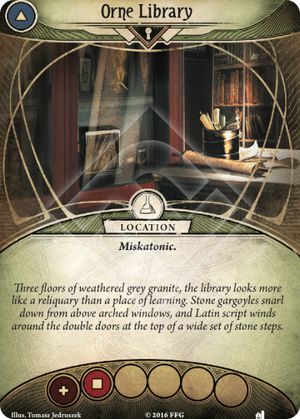 Orne Library
LOCATION
Miskatonic.
Three floors of weathered grey granite, the library looks more
like a reliquary than a place of learning. Stone gargoyles snarl
down from above arched windows, and Latin script winds
around the double doors at the top of a wide set of stone steps.
Illus. Tomasz Jedruszek
© 2016 FFG